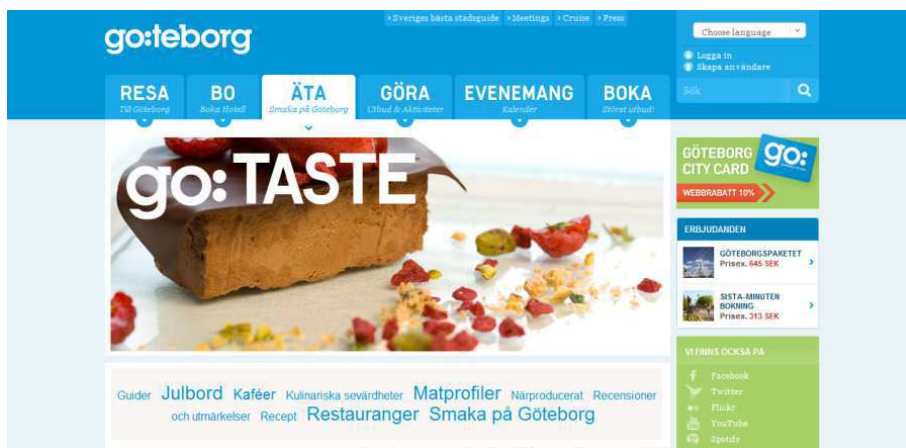 go:teborg
› Sveriges bästa stadsguide › Meetings › Cruise › Press
Choose language
Logga in
Skapa användare
Sök
RESA
Till Göteborg
BO
Boka Hotell
ÄTA
Smaka på Göteborg
GÖRA
Utbud & Aktiviteter
EVENEMANG
Kalender
BOKA
Störst utbud!
go:TASTE
GÖTEBORG
CITY CARD
go:
WEBBRABATT 10%
ERBJUDANDEN
GÖTEBORGSPAKETET
Prisex. 645 SEK
SISTA-MINUTEN
BOKNING
Prisex. 313 SEK
VI FINNS OCKSÅ PÅ
Facebook
Twitter
Flickr
YouTube
Spotify
Guider Julbord Kaféer Kulinariska sevärdheter Matprofiler Närproducerat Recensioner
och utmärkelser Recept Restauranger Smaka på Göteborg